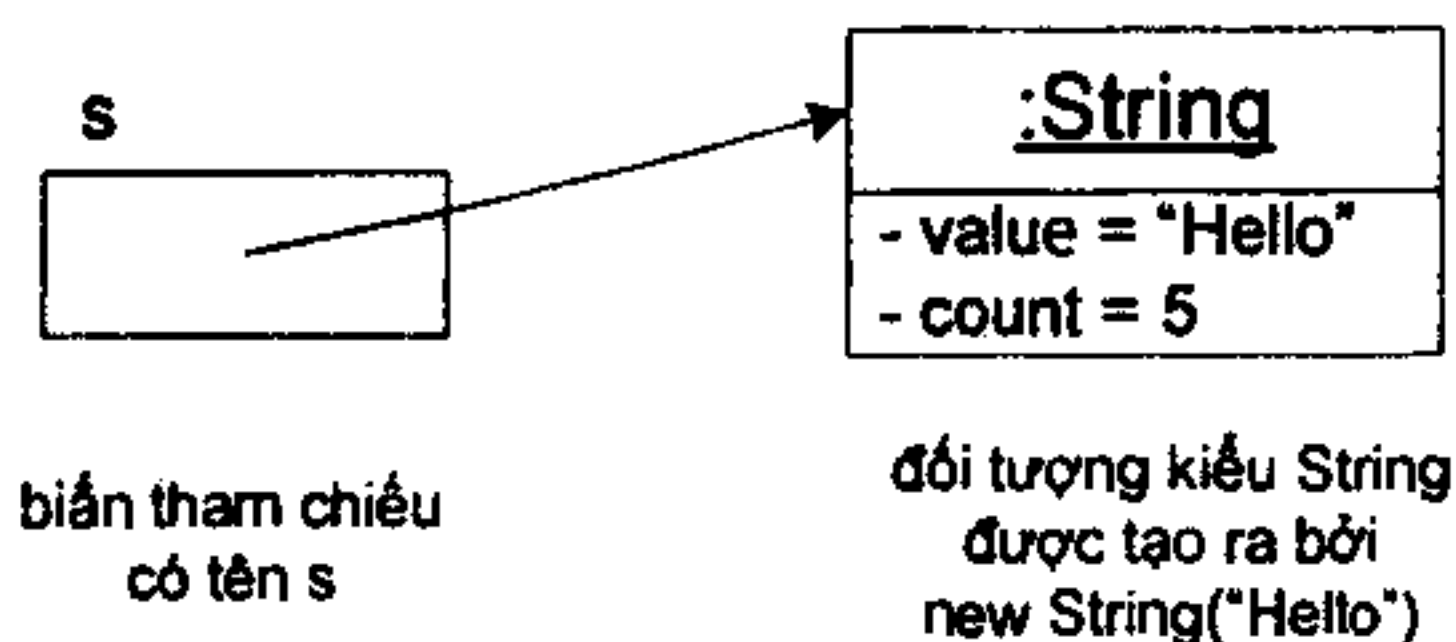 s
:String
- value = "Hello"
- count = 5
biến tham chiếu
có tên s
đối tượng kiểu String
được tạo ra bởi
new String("Hello")